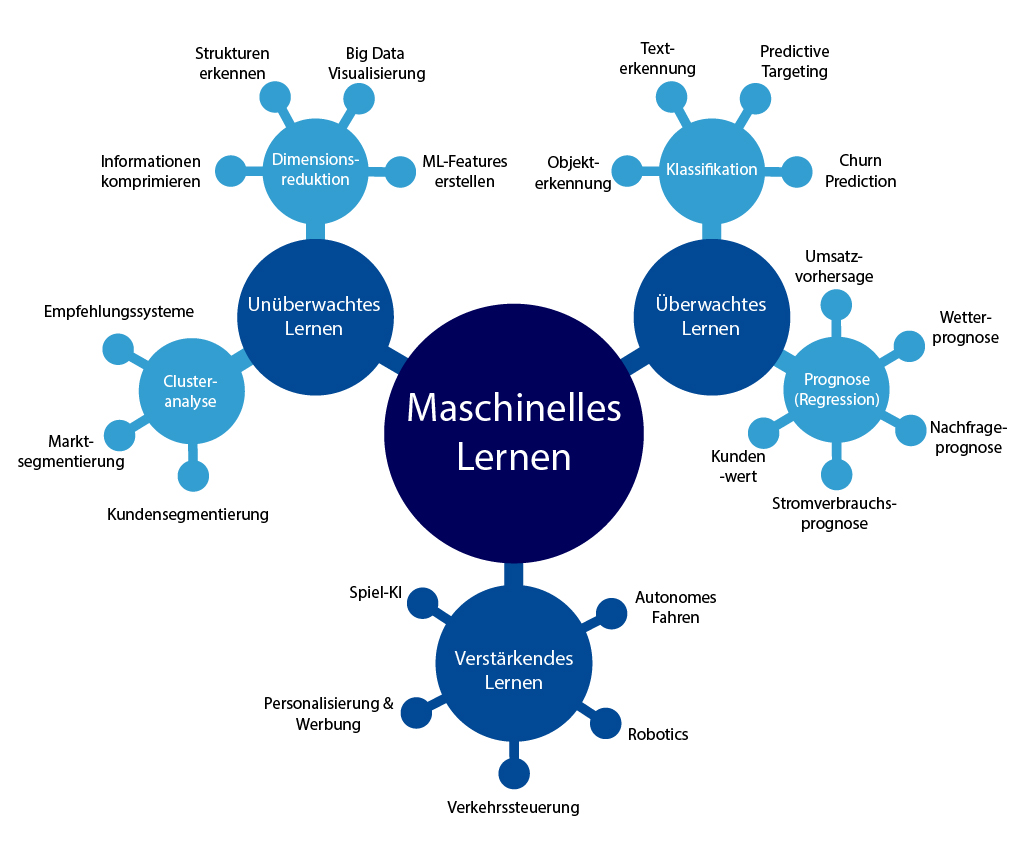 Strukturen
erkennen
Big Data
Visualisierung
Informationen
komprimieren
Dimensions-
reduktion
ML-Features
erstellen
Text-
erkennung
Predictive
Targeting
Objekt-
erkennung
Klassifikation
Churn
Prediction
Unüberwachtes
Lernen
Überwachtes
Lernen
Empfehlungssysteme
Cluster-
analyse
Markt-
segmentierung
Kundensegmentierung
Umsatz-
vorhersage
Wetter-
prognose
Prognose
(Regression)
Nachfrage-
prognose
Kunden
-wert
Stromverbrauchs-
prognose
Maschinelles
Lernen
Spiel-KI
Autonomes
Fahren
Verstärkendes
Lernen
Personalisierung &
Werbung
Robotics
Verkehrssteuerung